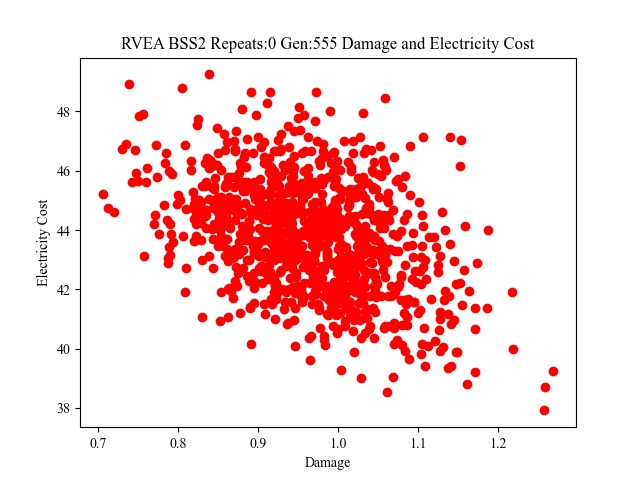 RVEA BSS2 Repeats:0 Gen:555 Damage and Electricity Cost
48
46
44
42
40
38
Electricity Cost
0.7 0.8 0.9 1.0 1.1 1.2
Damage